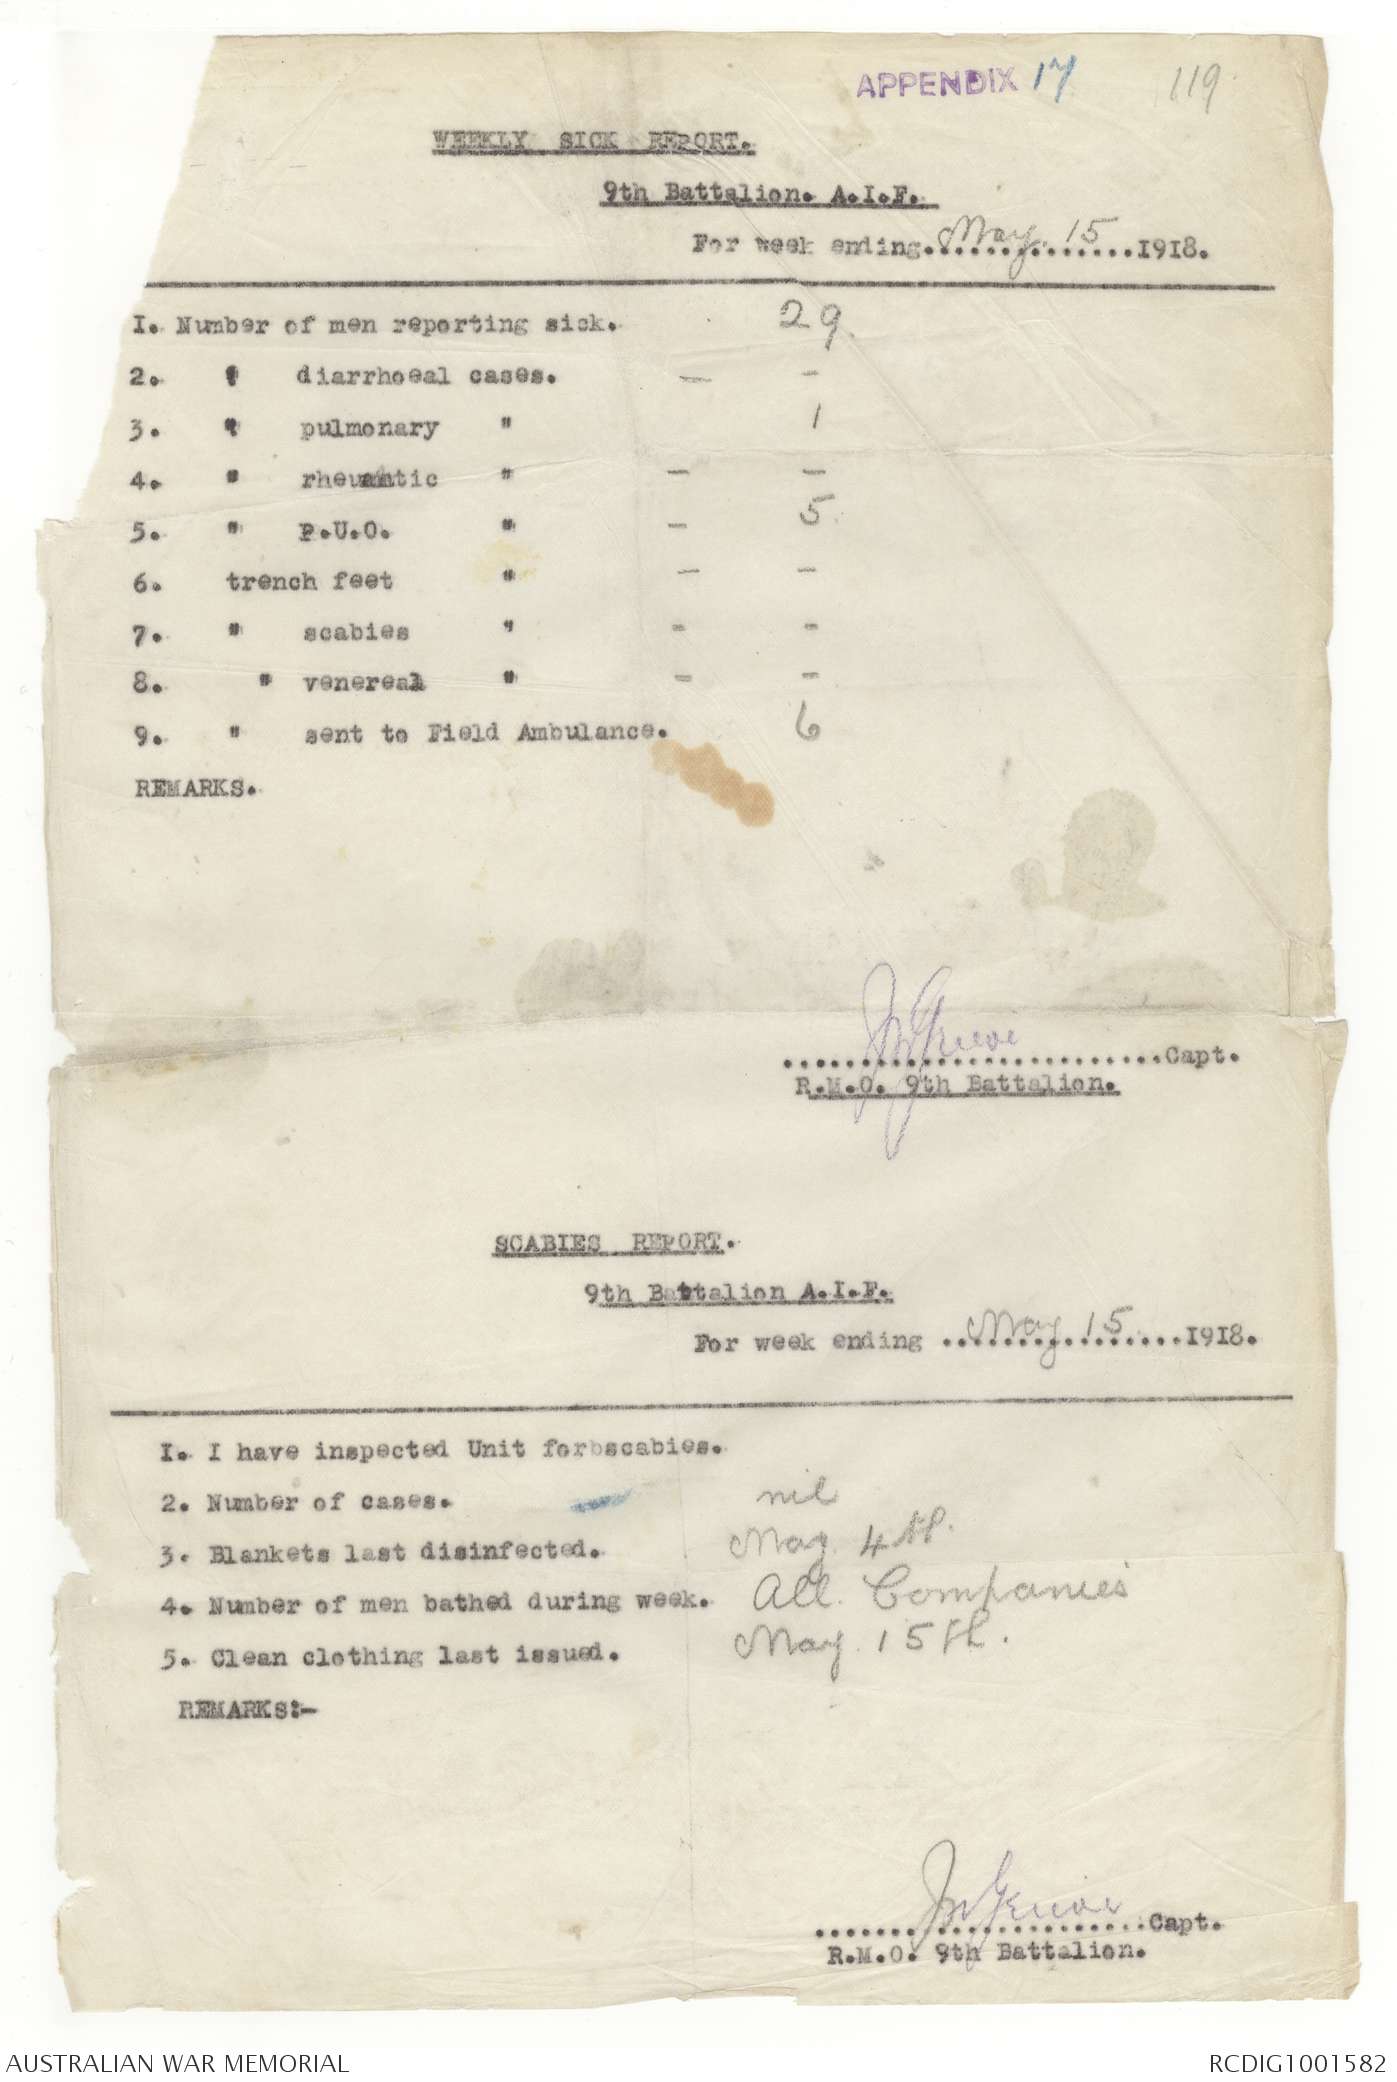 APPENDIX 17 119
WEEKLY SICK REPORT.
9th Battalion. A.I.F.
For week ending..May. 15..1918.
1. Number of men reporting sick. 29.
2. " diarrhoeal cases. — -
3. " pulmonary " 1
4. " rheumatic " — —
5. " P.U.O. " — 5.
6. trench feet " — -
7. " scabies " - -
8. " venereal " - -
9. " sent to Field Ambulance. 6
REMARKS.
..........................Capt.
R.M.O. 9th Battalion.
SCABIES REPORT.
9th Battalion A.I.F.
For week ending ..May 15....1918.
1. I have inspected Unit forbscabies.
2. Number of cases. nil
3. Blankets last disinfected. May. 4th.
4. Number of men bathed during week. All. Companies
5. Clean clothing last issued. May. 15th.
REMARKS:-
.......................Capt.
R.M.O. 9th Battalion.
AUSTRALIAN WAR MEMORIAL RCDIG1001582